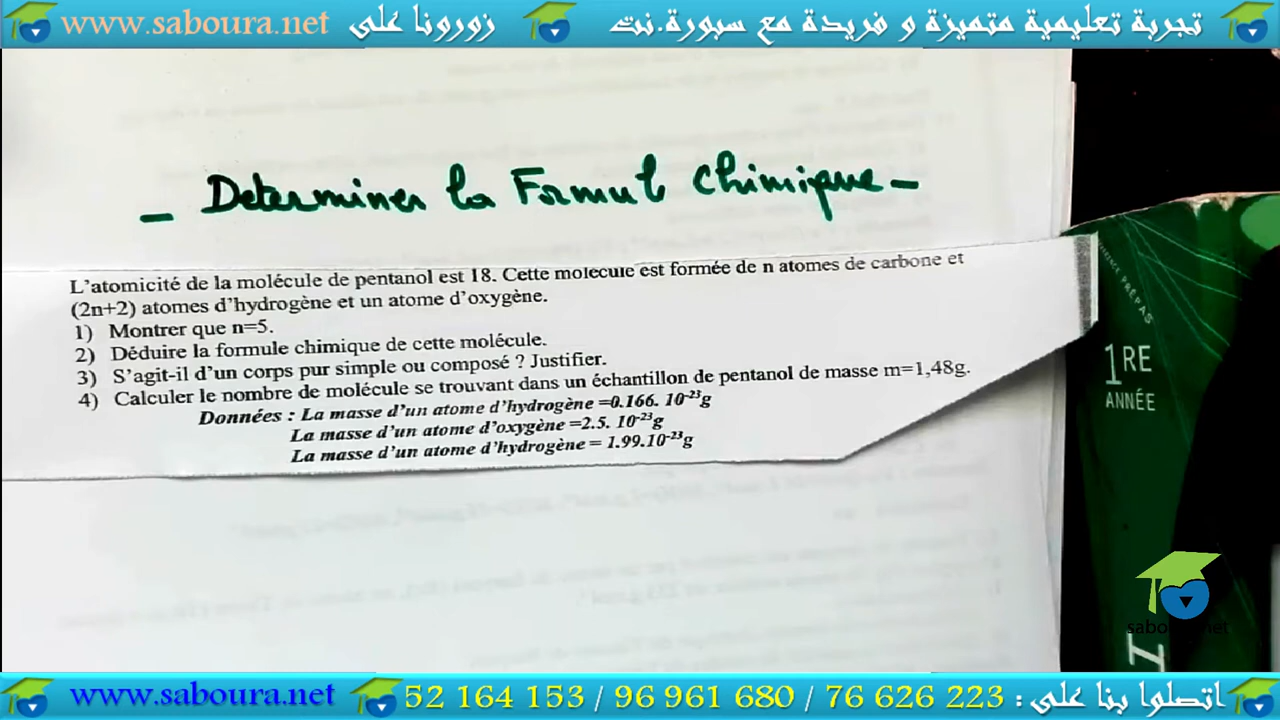 www.saboura.net زورونا على تجربة تعليمية متميزة و فريدة مع سبورة.نت
- Determiner la Formul chimique -
L'atomicité de la molécule de pentanol est 18. Cette molécule est formée de n atomes de carbone et
(2n+2) atomes d'hydrogène et un atome d'oxygène.
1) Montrer que n=5.
2) Déduire la formule chimique de cette molécule.
3) S'agit-il d'un corps pur simple ou composé ? Justifier.
4) Calculer le nombre de molécule se trouvant dans un échantillon de pentanol de masse m=1,48g.
Données : La masse d'un atome d'hydrogène =0.166. 10⁻²³g
La masse d'un atome d'oxygène =2.5. 10⁻²³g
La masse d'un atome d'hydrogène = 1.99.10⁻²³g
PRÉPAS
1RE
ANNÉE
www.saboura.net 52 164 153 / 96 961 680 / 76 626 223 : اتصلوا بنا على